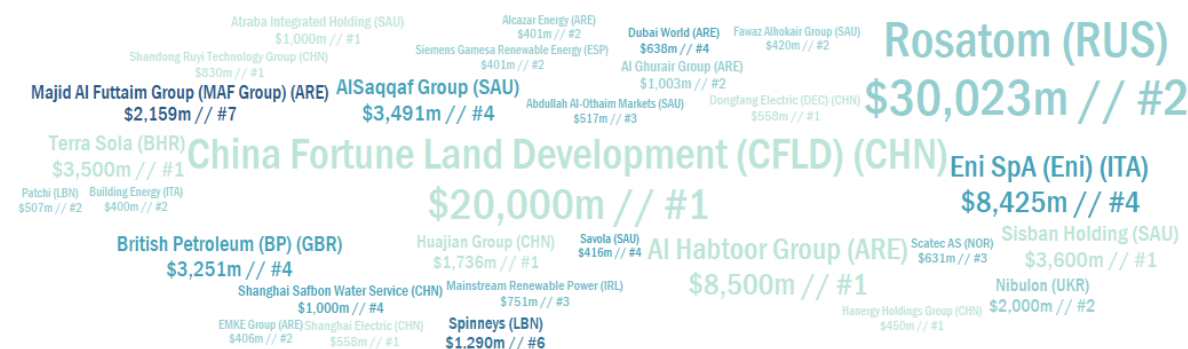 Atraba Integrated Holding (SAU)
$1,000m // #1
Alcazar Energy (ARE)
$401m // #2
Dubai World (ARE)
$638m // #4
Fawaz Alhokair Group (SAU)
$420m // #2
Rosatom (RUS)
$30,023m // #2
Shandong Ruyi Technology Group (CHN)
$830m // #1
Siemens Gamesa Renewable Energy (ESP)
$401m // #2
Al Ghurair Group (ARE)
$1,003m // #2
Majid Al Futtaim Group (MAF Group) (ARE)
$2,159m // #7
AlSaqqaf Group (SAU)
$3,491m // #4
Abdullah Al-Othaim Markets (SAU)
$517m // #3
Dongfang Electric (DEC) (CHN)
$558m // #1
Terra Sola (BHR)
$3,500m // #1
China Fortune Land Development (CFLD) (CHN)
$20,000m // #1
Eni SpA (Eni) (ITA)
$8,425m // #4
Patchi (LBN)
$507m // #2
Building Energy (ITA)
$400m // #2
British Petroleum (BP) (GBR)
$3,251m // #4
Huajian Group (CHN)
$1,736m // #1
Savola (SAU)
$416m // #4
Al Habtoor Group (ARE)
$8,500m // #1
Scatec AS (NOR)
$631m // #3
Sisban Holding (SAU)
$3,600m // #1
Shanghai Safbon Water Service (CHN)
$1,000m // #4
Mainstream Renewable Power (IRL)
$751m // #3
Nibulon (UKR)
$2,000m // #2
Hanergy Holdings Group (CHN)
$450m // #1
EMKE Group (ARE)
$406m // #2
Shanghai Electric (CHN)
$558m // #1
Spinneys (LBN)
$1,290m // #6